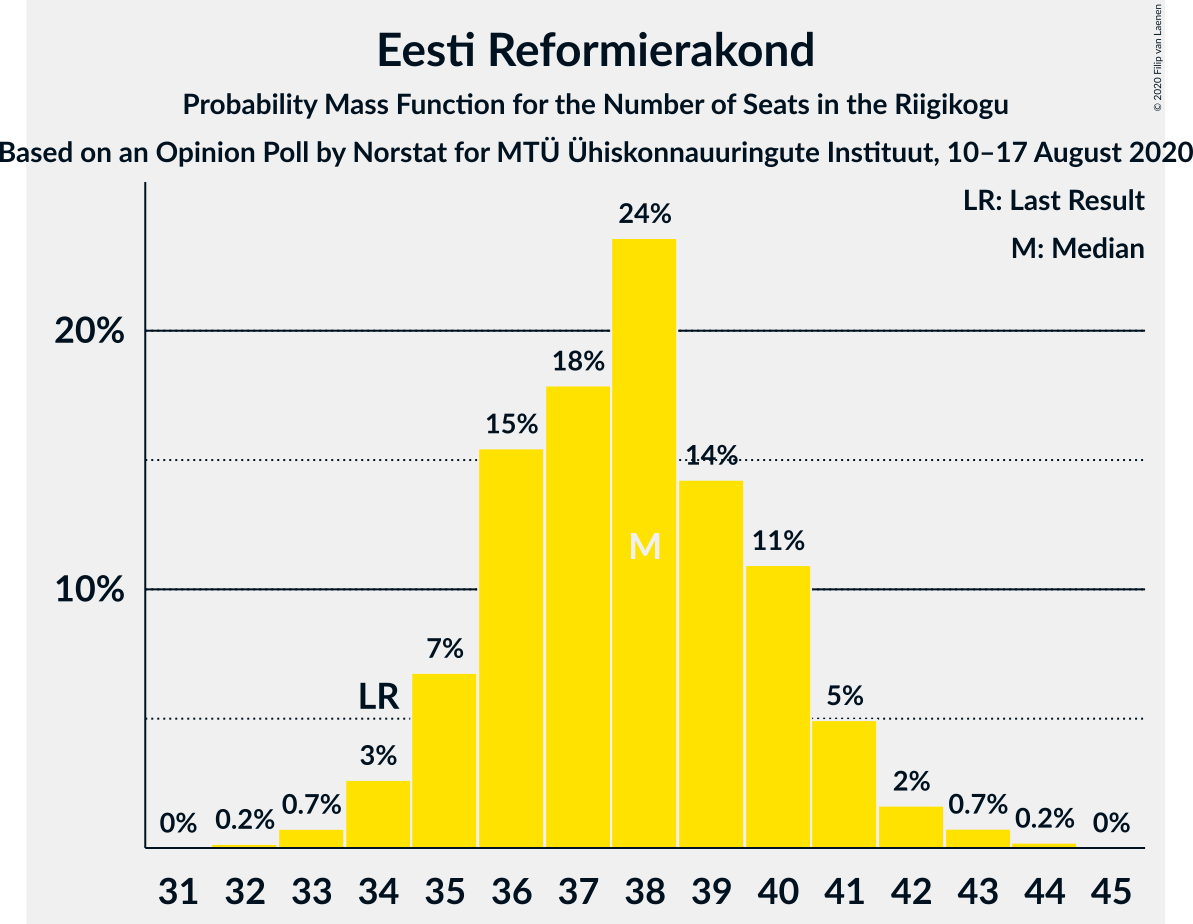 Eesti Reformierakond
Probability Mass Function for the Number of Seats in the Riigikogu
Based on an Opinion Poll by Norstat for MTÜ Ühiskonnauuringute Instituut, 10–17 August 2020
© 2020 Filip van Laenen
LR: Last Result
M: Median
24%
20%
18%
15%
14%
M
11%
10%
7%
LR
5%
3%
2%
0% 0.2% 0.7% 0.7% 0.2% 0%
31 32 33 34 35 36 37 38 39 40 41 42 43 44 45